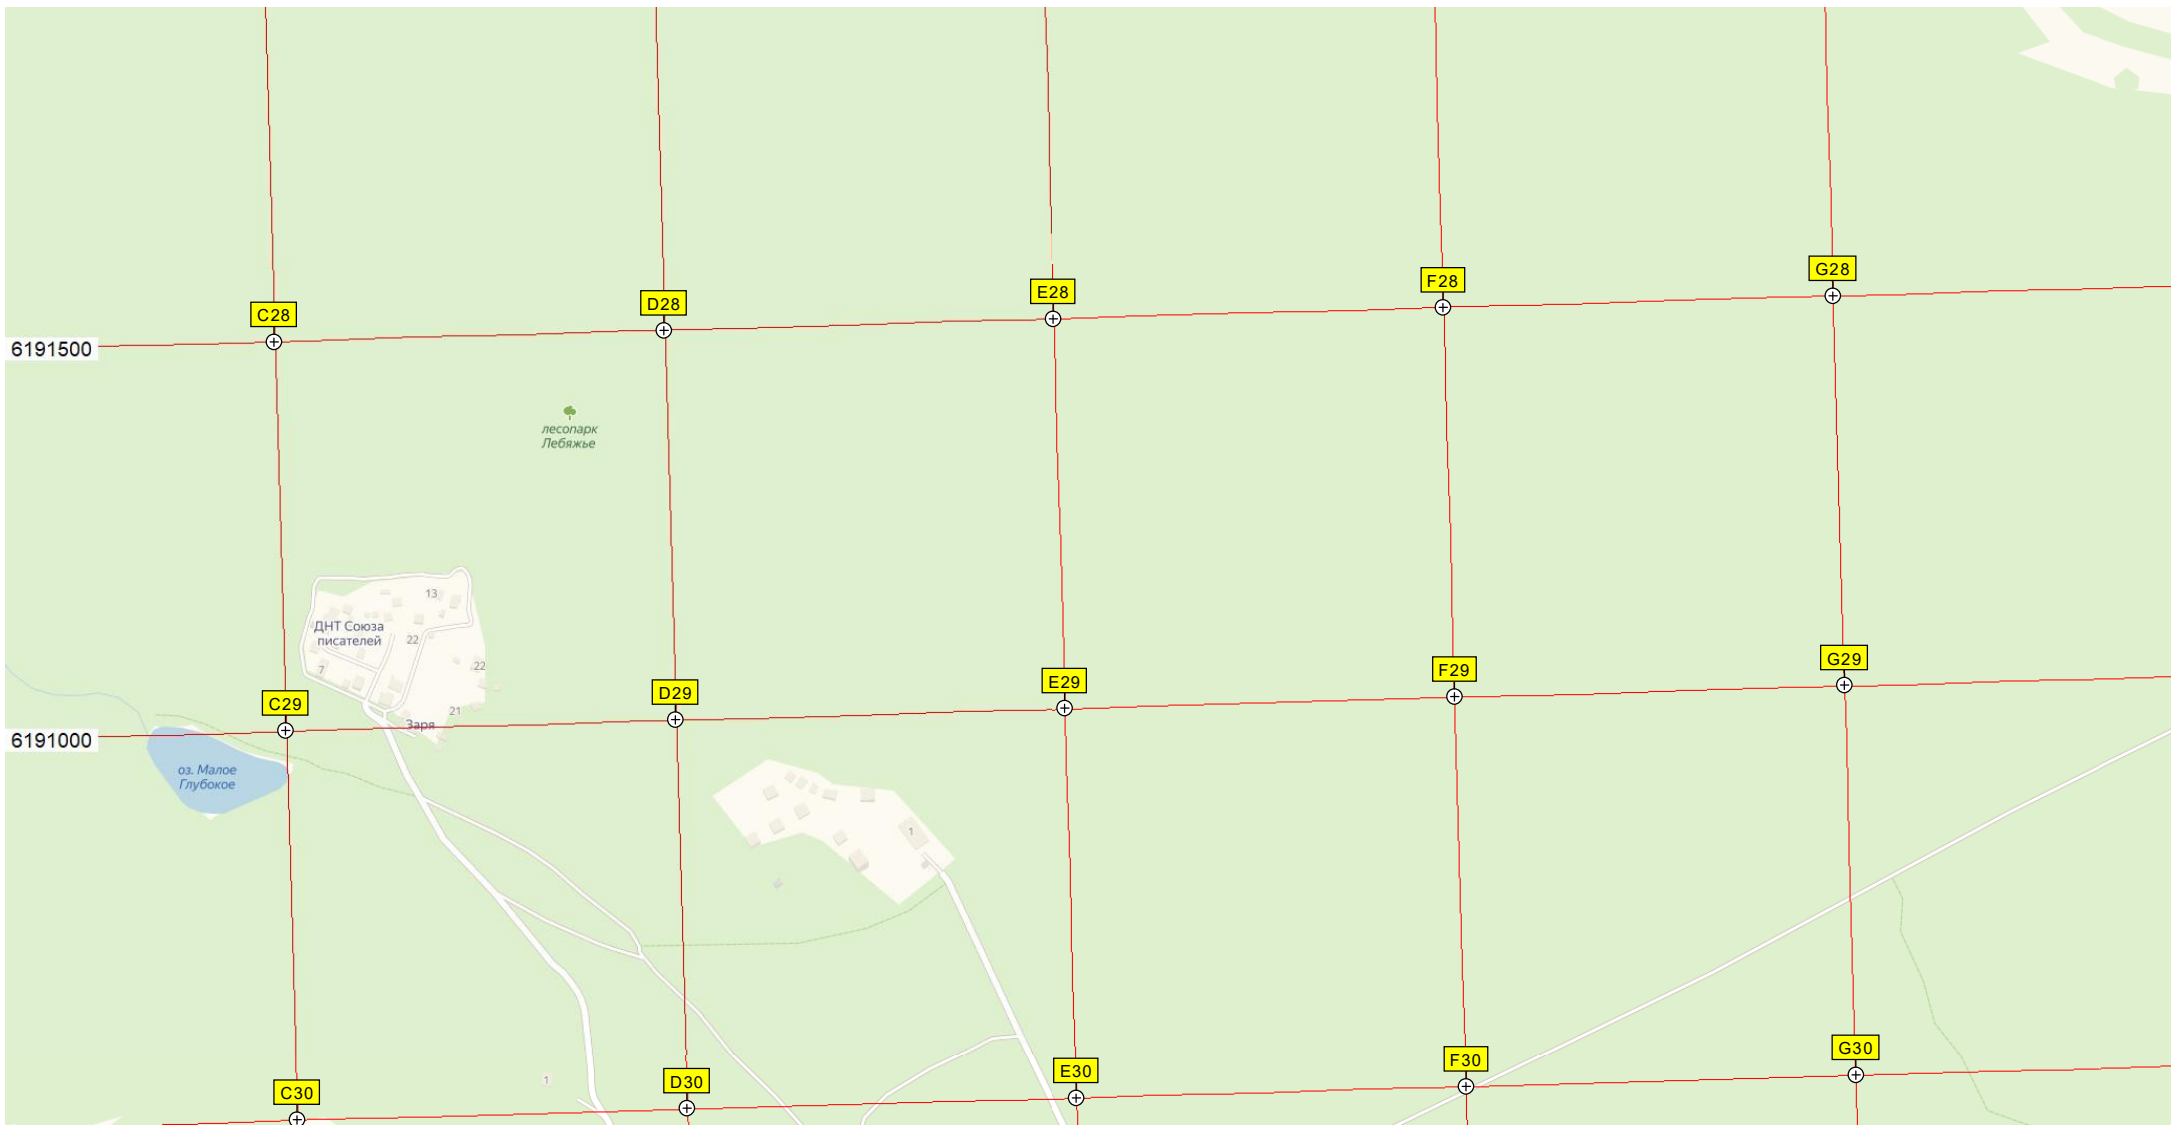 G28
F28
E28
D28
C28
6191500
лесопарк
Лебяжье
13
ДНТ Союза
писателей
22
7
22
G29
F29
E29
D29
C29
21
Заря
6191000
оз. Малое
Глубокое
1
G30
F30
E30
D30
1
C30